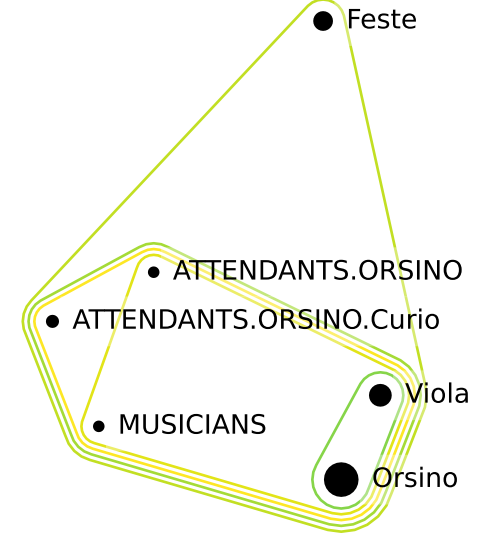 Feste
ATTENDANTS.ORSINO
ATTENDANTS.ORSINO.Curio
Viola
MUSICIANS
Orsino